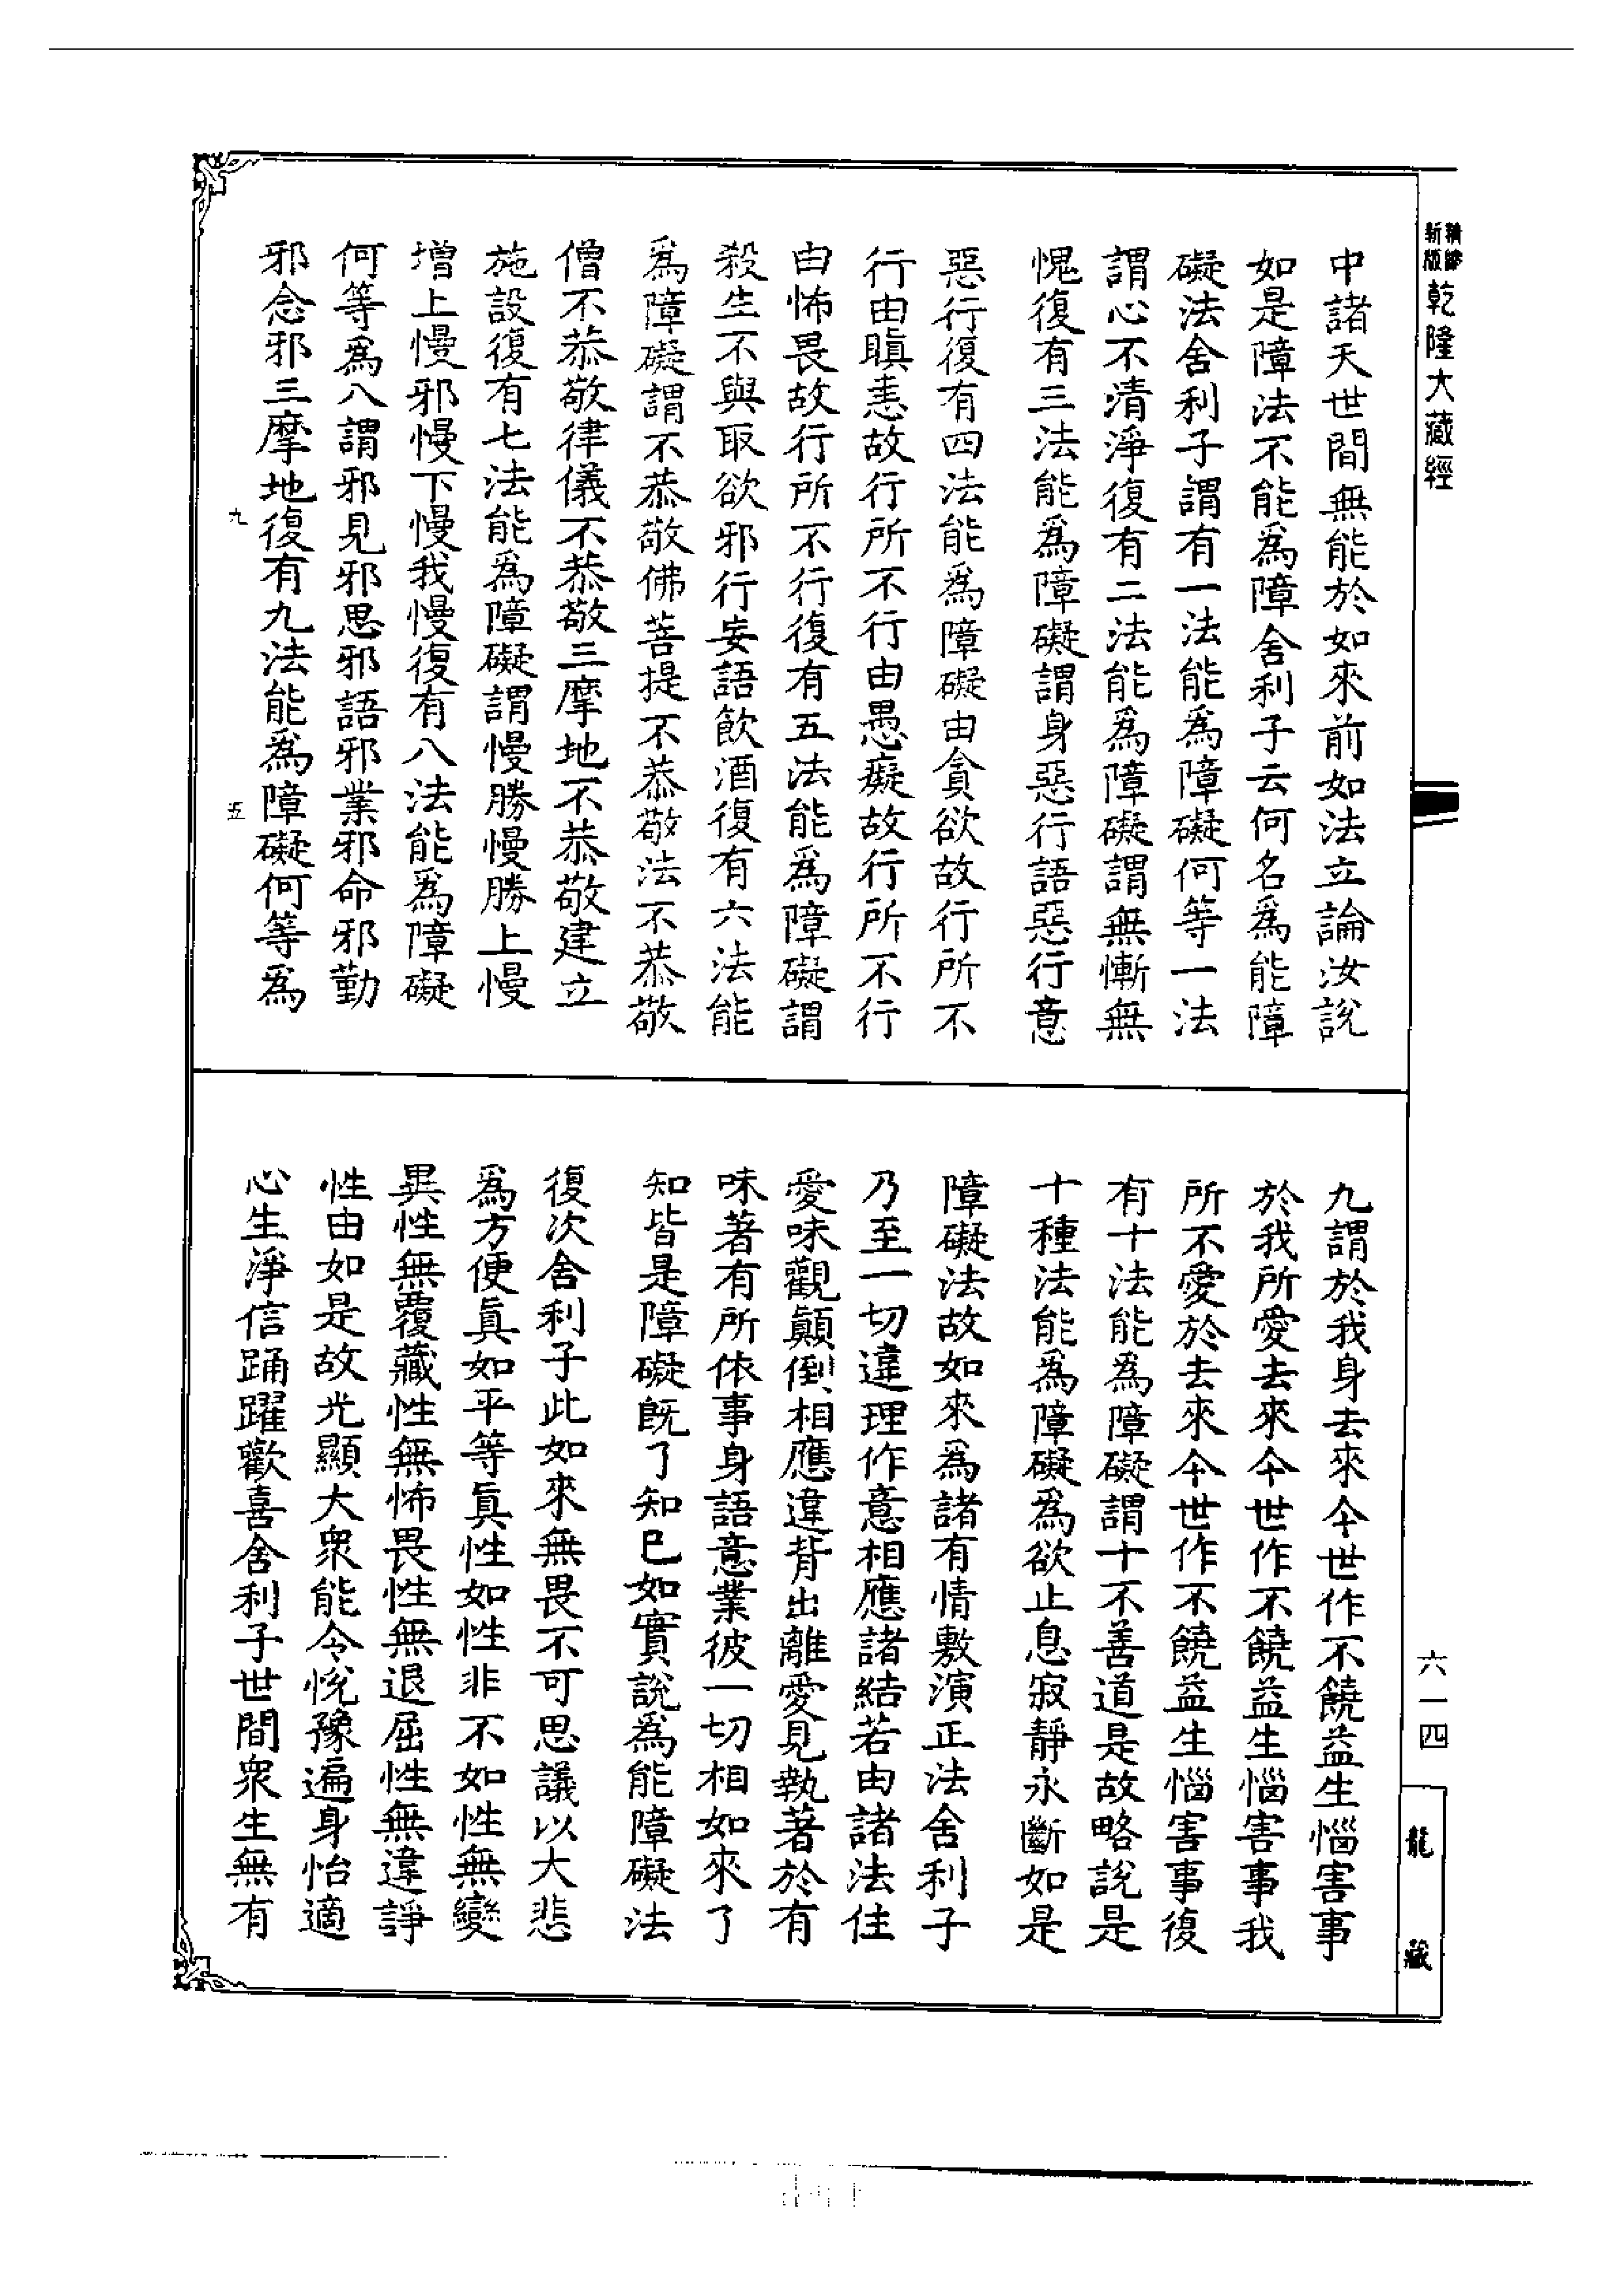 新版
精縮
乾隆大藏經
中諸天世間無能於如來前如法立論汝說
如是障法不能爲障舍利子云何名爲能障
礙法舍利子謂有一法能爲障礙何等一法
謂心不清淨復有二法能爲障礙謂無慚無
愧復有三法能爲障礙謂身惡行語惡行意
惡行復有四法能爲障礙由貪欲故行所不
行由瞋恚故行所不行由愚癡故行所不行
由怖畏故行所不行復有五法能爲障礙謂
殺生不與取欲邪行妄語飲酒復有六法能
爲障礙謂不恭敬佛菩提不恭敬法不恭敬
僧不恭敬律儀不恭敬三摩地不恭敬建立
施設復有七法能爲障礙謂慢勝慢勝上慢
增上慢邪慢下慢我慢復有八法能爲障礙
何等爲八謂邪見邪思邪語邪業邪命邪勤
邪念邪三摩地復有九法能爲障礙何等爲
九 五
九謂於我身去來今世作不饒益生惱害事
於我所愛去來今世作不饒益生惱害事我
所不愛於去來今世作不饒益生惱害事復
有十法能爲障礙謂十不善道是故略說是
十種法能爲障礙爲欲止息寂靜永斷如是
障礙法故如來爲諸有情敷演正法舍利子
乃至一切違理作意相應諸結若由諸法住
愛味觀顛倒相應違背出離愛見執著於有
味著有所依事身語意業彼一切相如來了
知皆是障礙旣了知已如實說爲能障礙法
復次舍利子此如來無畏不可思議以大悲
爲方便眞如平等眞性如性非不如性無變
異性無覆藏性無怖畏性無退屈性無違諍
性由如是故光顯大衆能令悅豫遍身怡適
心生淨信踊躍歡喜舍利子世間衆生無有
六一四
龍藏